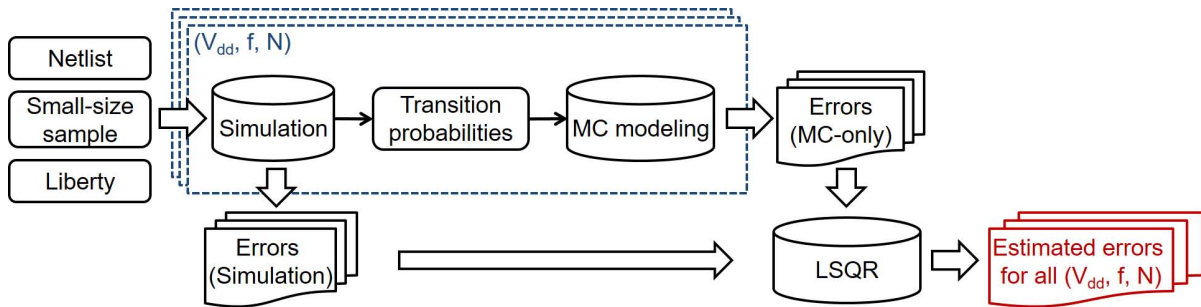 Netlist
Small-size
sample
Liberty
(Vdd, f, N)
Simulation
Transition
probabilities
MC modeling
Errors
(MC-only)
Errors
(Simulation)
LSQR
Estimated errors
for all (Vdd, f, N)